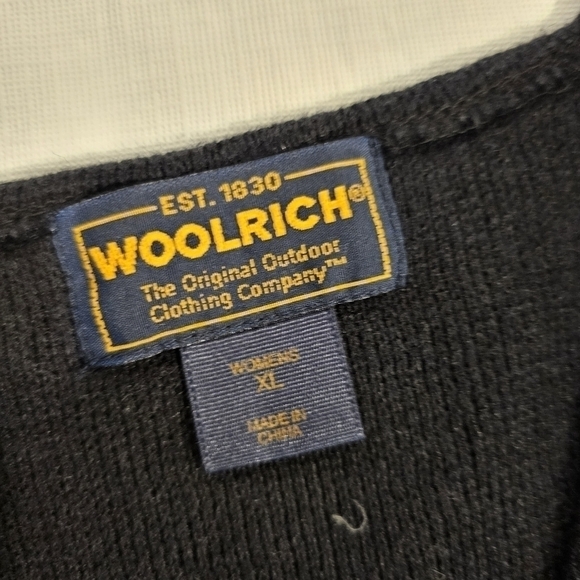 EST. 1830
WOOLRICH®
The Original Outdoor
Clothing Company™
WOMENS
XL
MADE IN
CHINA